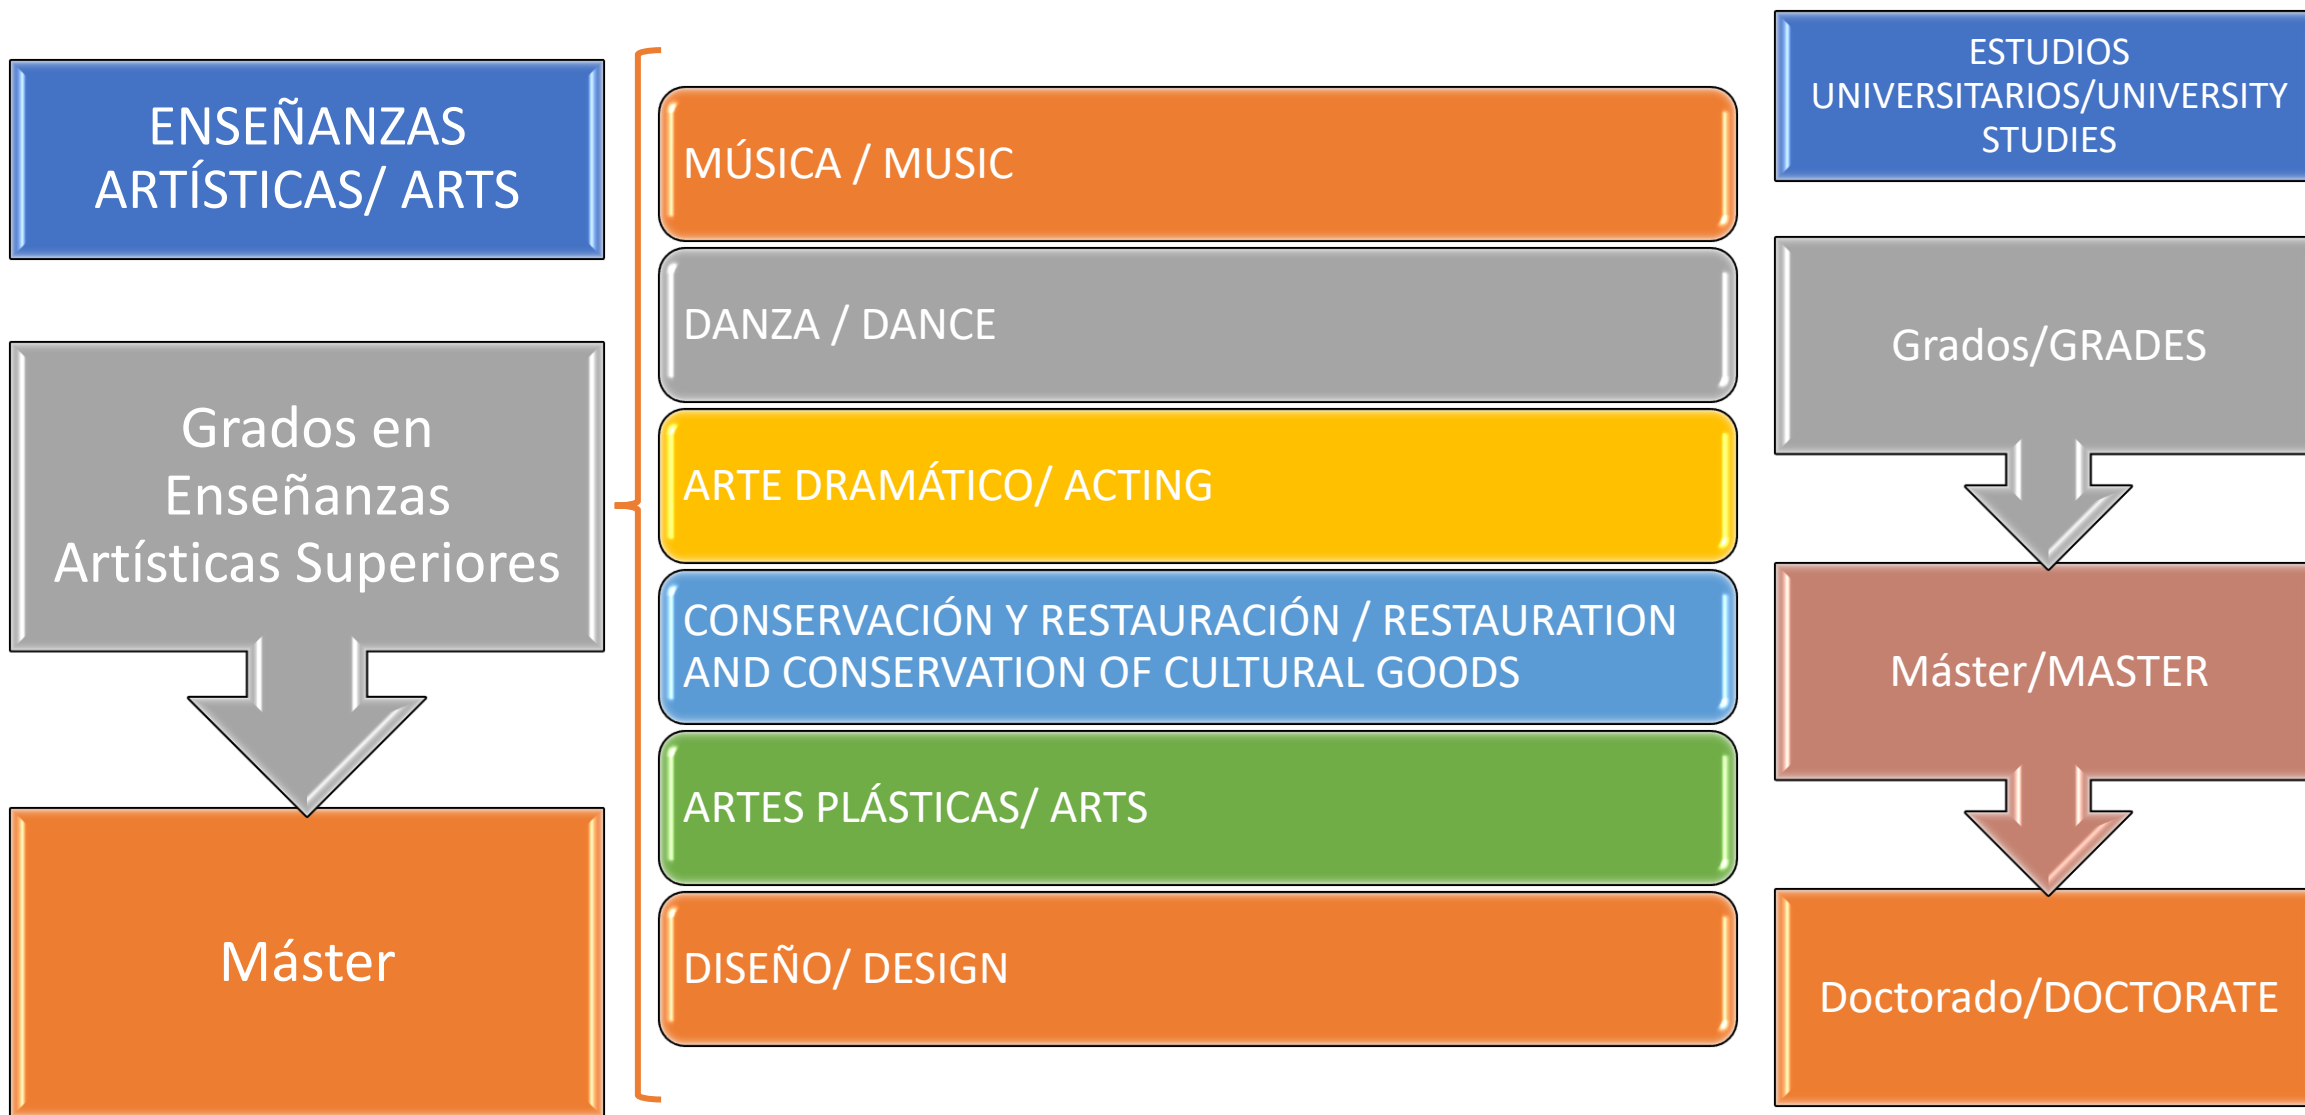 ENSEÑANZAS
ARTÍSTICAS/ ARTS
Grados en
Enseñanzas
Artísticas Superiores
Máster
MÚSICA / MUSIC
DANZA / DANCE
ARTE DRAMÁTICO/ ACTING
CONSERVACIÓN Y RESTAURACIÓN / RESTAURATION
AND CONSERVATION OF CULTURAL GOODS
ARTES PLÁSTICAS/ ARTS
DISEÑO/ DESIGN
ESTUDIOS
UNIVERSITARIOS/UNIVERSITY
STUDIES
Grados/GRADES
Máster/MASTER
Doctorado/DOCTORATE